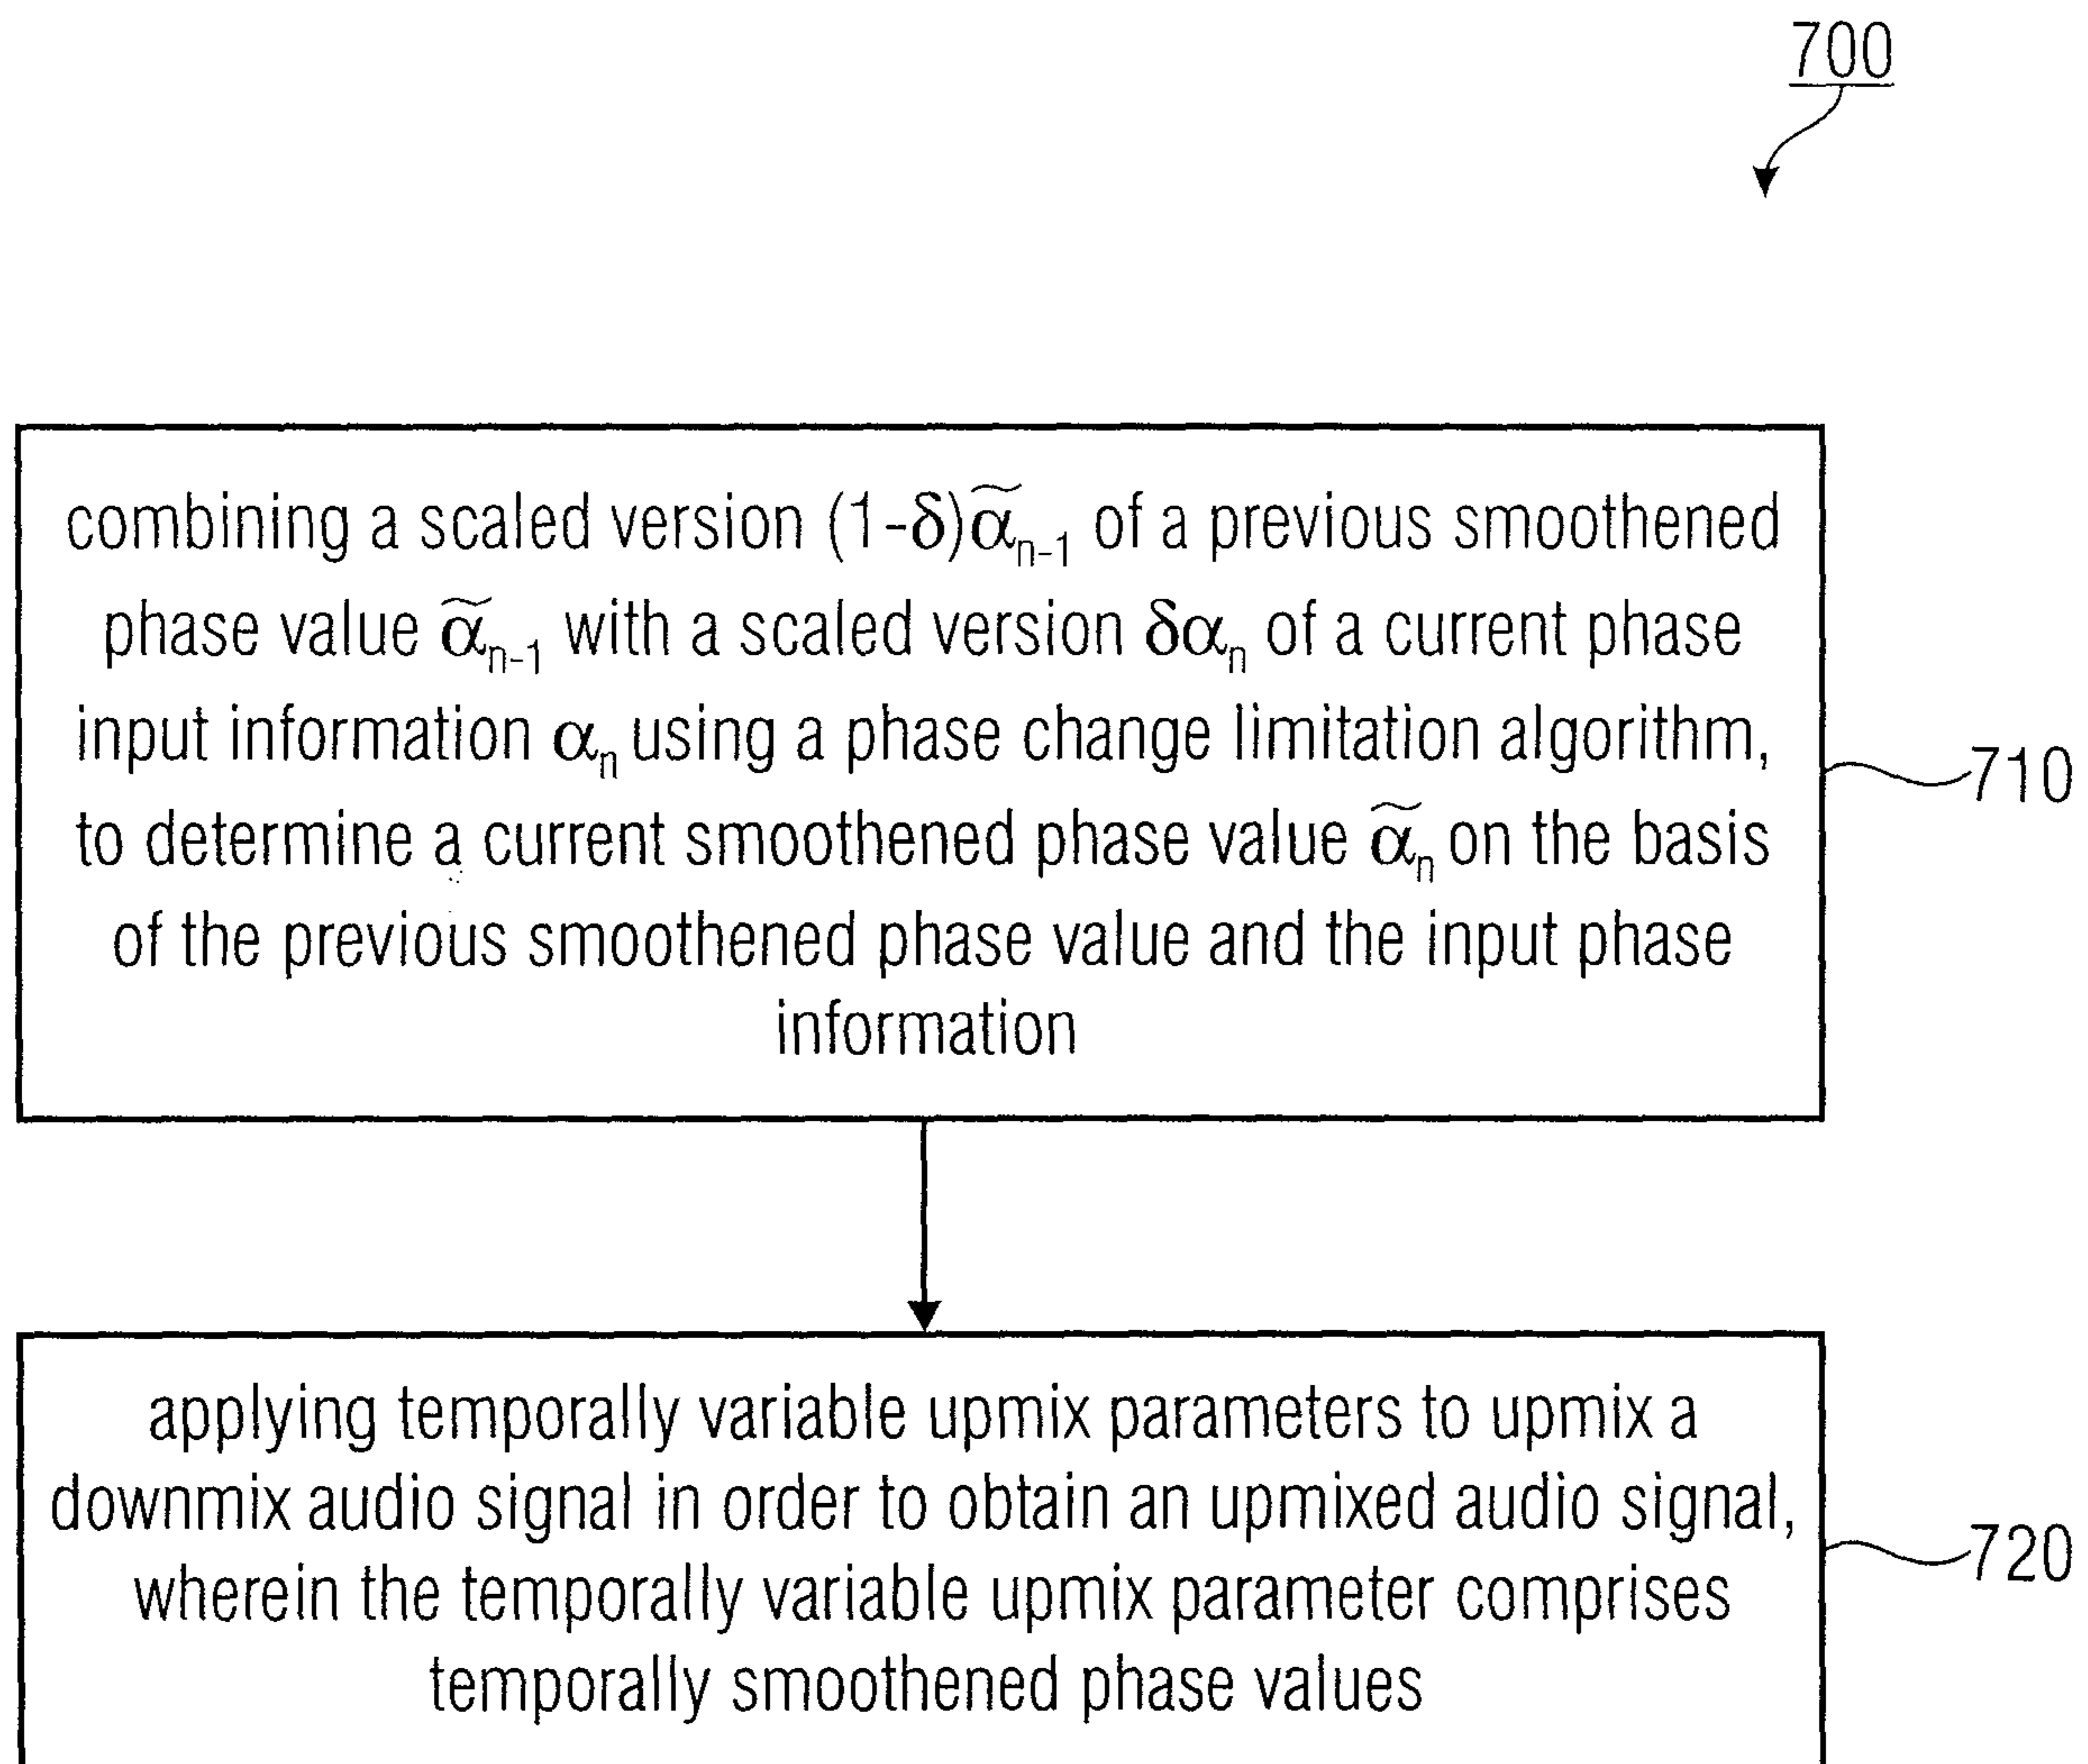 700
combining a scaled version (1-δ)α̃ₙ₋₁ of a previous smoothened
phase value α̃ₙ₋₁ with a scaled version δαₙ of a current phase
input information αₙ using a phase change limitation algorithm,
to determine a current smoothened phase value α̃ₙ on the basis
of the previous smoothened phase value and the input phase
information
710
applying temporally variable upmix parameters to upmix a
downmix audio signal in order to obtain an upmixed audio signal,
wherein the temporally variable upmix parameter comprises
temporally smoothened phase values
720